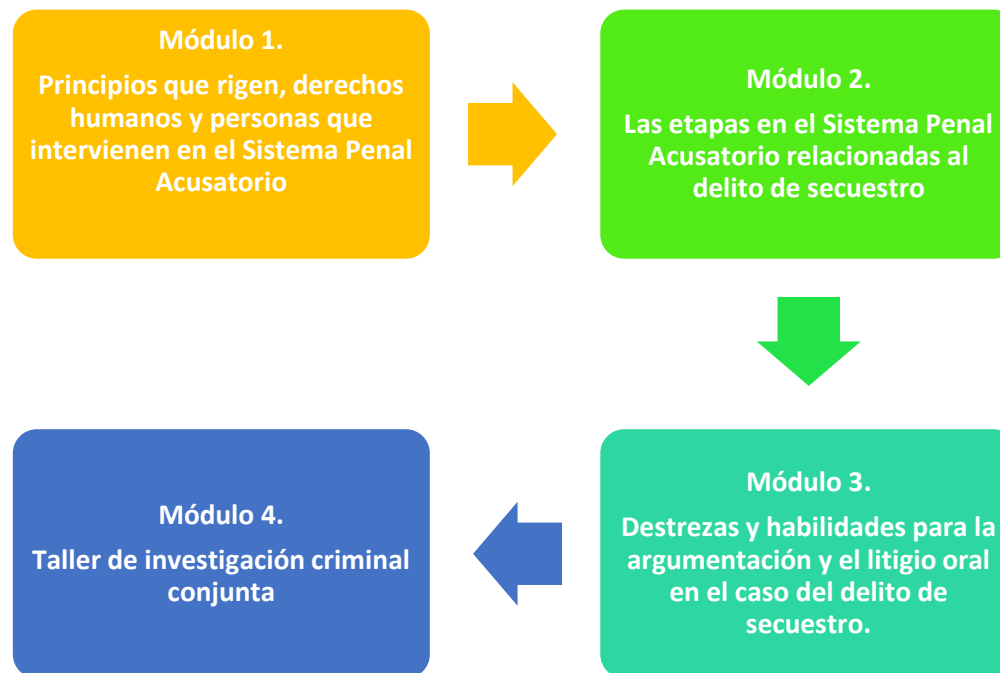 Módulo 1.
Principios que rigen, derechos
humanos y personas que
intervienen en el Sistema Penal
Acusatorio
Módulo 2.
Las etapas en el Sistema Penal
Acusatorio relacionadas al
delito de secuestro
Módulo 3.
Destrezas y habilidades para la
argumentación y el litigio oral
en el caso del delito de
secuestro.
Módulo 4.
Taller de investigación criminal
conjunta